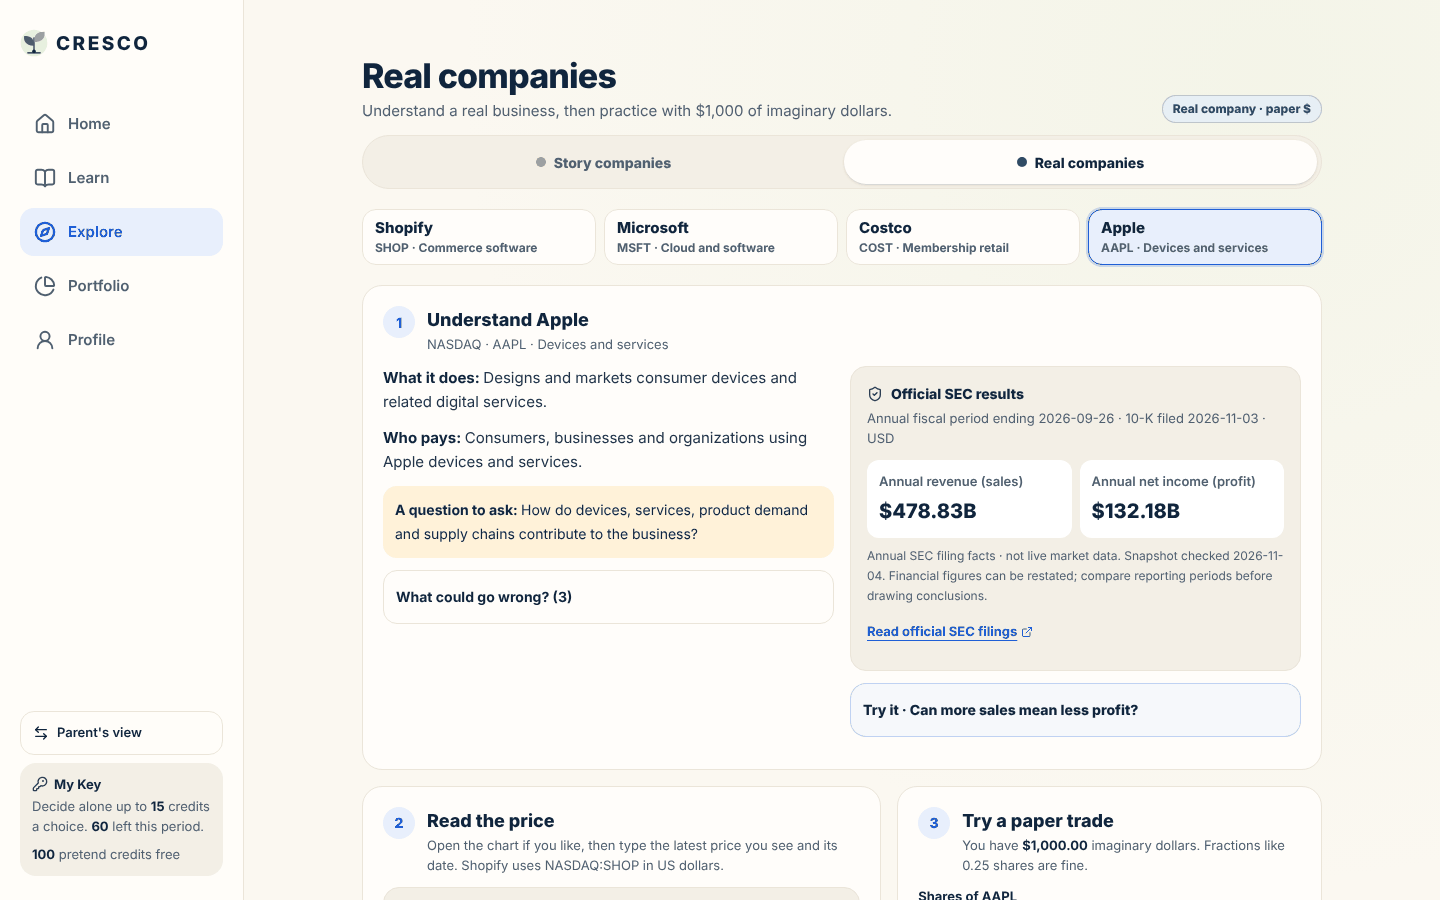 CRESCO
Home
Learn
Explore
Portfolio
Profile
Parent's view
My Key
Decide alone up to 15 credits
a choice. 60 left this period.
100 pretend credits free
Real companies
Understand a real business, then practice with $1,000 of imaginary dollars.
Real company · paper $
Story companies
Real companies
Shopify
SHOP · Commerce software
Microsoft
MSFT · Cloud and software
Costco
COST · Membership retail
Apple
AAPL · Devices and services
1
Understand Apple
NASDAQ · AAPL · Devices and services
What it does: Designs and markets consumer devices and
related digital services.
Who pays: Consumers, businesses and organizations using
Apple devices and services.
A question to ask: How do devices, services, product demand
and supply chains contribute to the business?
What could go wrong? (3)
Official SEC results
Annual fiscal period ending 2026-09-26 · 10-K filed 2026-11-03 ·
USD
Annual revenue (sales)
$478.83B
Annual net income (profit)
$132.18B
Annual SEC filing facts · not live market data. Snapshot checked 2026-11-
04. Financial figures can be restated; compare reporting periods before
drawing conclusions.
Read official SEC filings
Try it · Can more sales mean less profit?
2
Read the price
Open the chart if you like, then type the latest price you see and its
date. Shopify uses NASDAQ:SHOP in US dollars.
3
Try a paper trade
You have $1,000.00 imaginary dollars. Fractions like
0.25 shares are fine.
Shares of AAPL